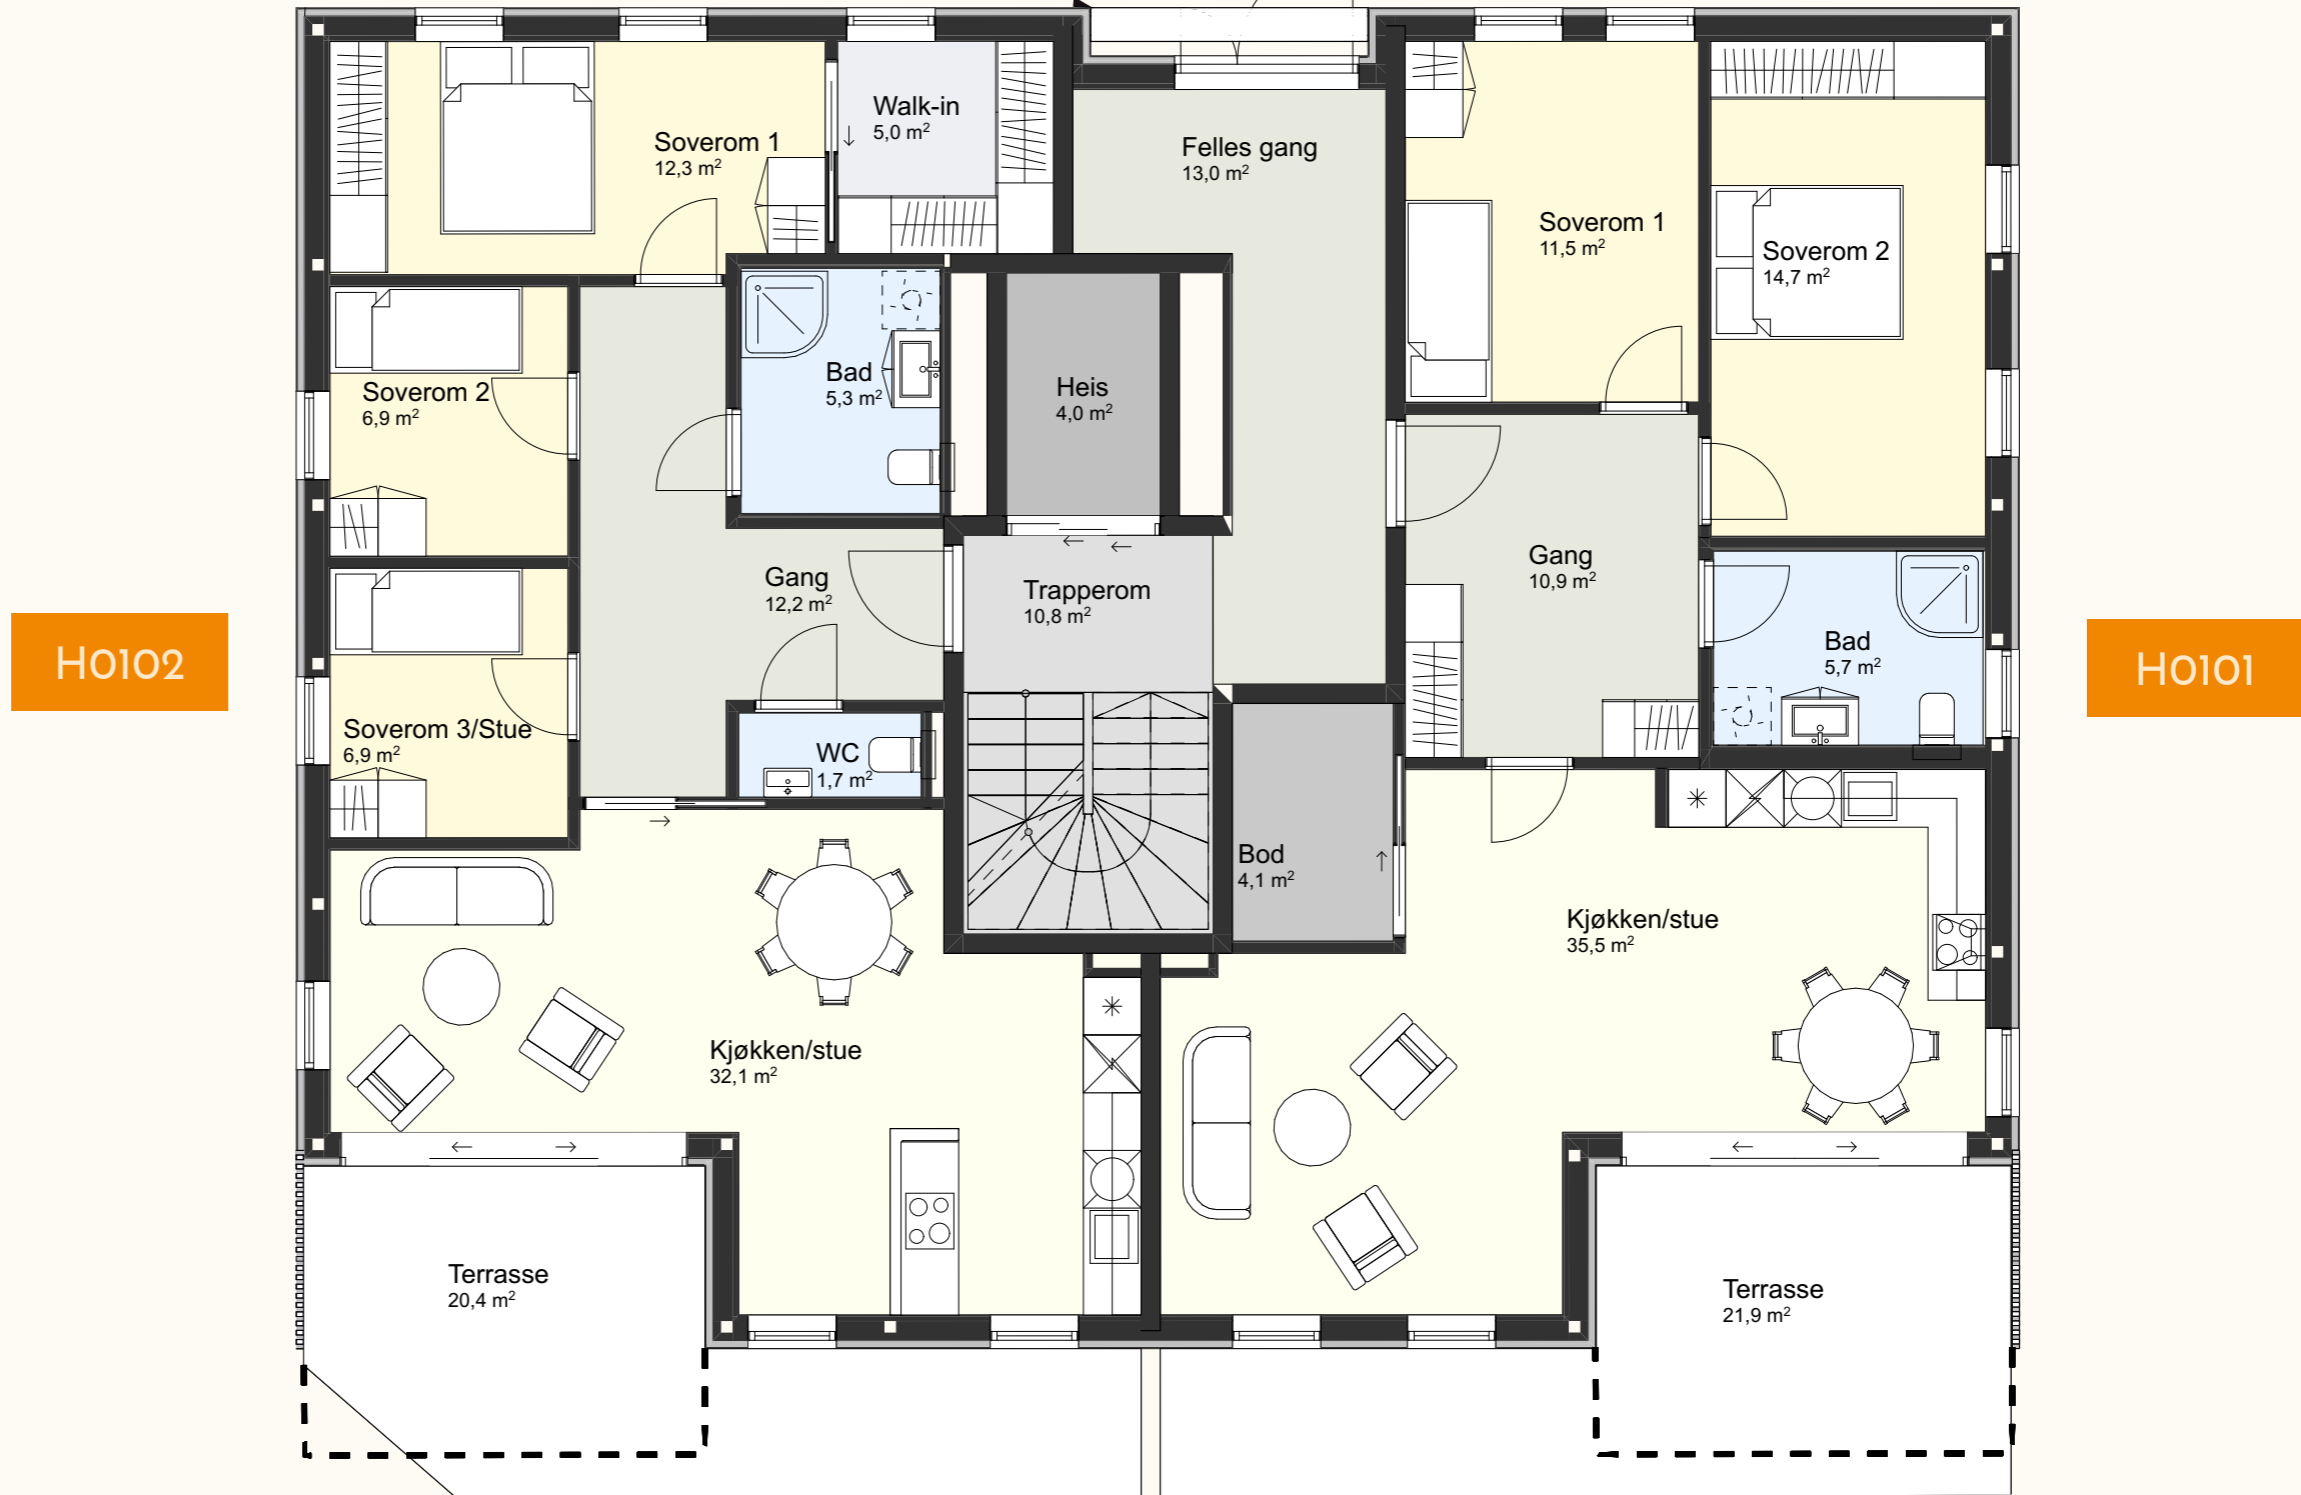 Soverom 1
12,3 m²
Walk-in
5,0 m²
Felles gang
13,0 m²
Soverom 1
11,5 m²
Soverom 2
14,7 m²
Soverom 2
6,9 m²
Bad
5,3 m²
Heis
4,0 m²
Gang
12,2 m²
Trapperom
10,8 m²
Gang
10,9 m²
Bad
5,7 m²
H0102
H0101
Soverom 3/Stue
6,9 m²
WC
1,7 m²
Bod
4,1 m²
Kjøkken/stue
35,5 m²
Kjøkken/stue
32,1 m²
Terrasse
20,4 m²
Terrasse
21,9 m²